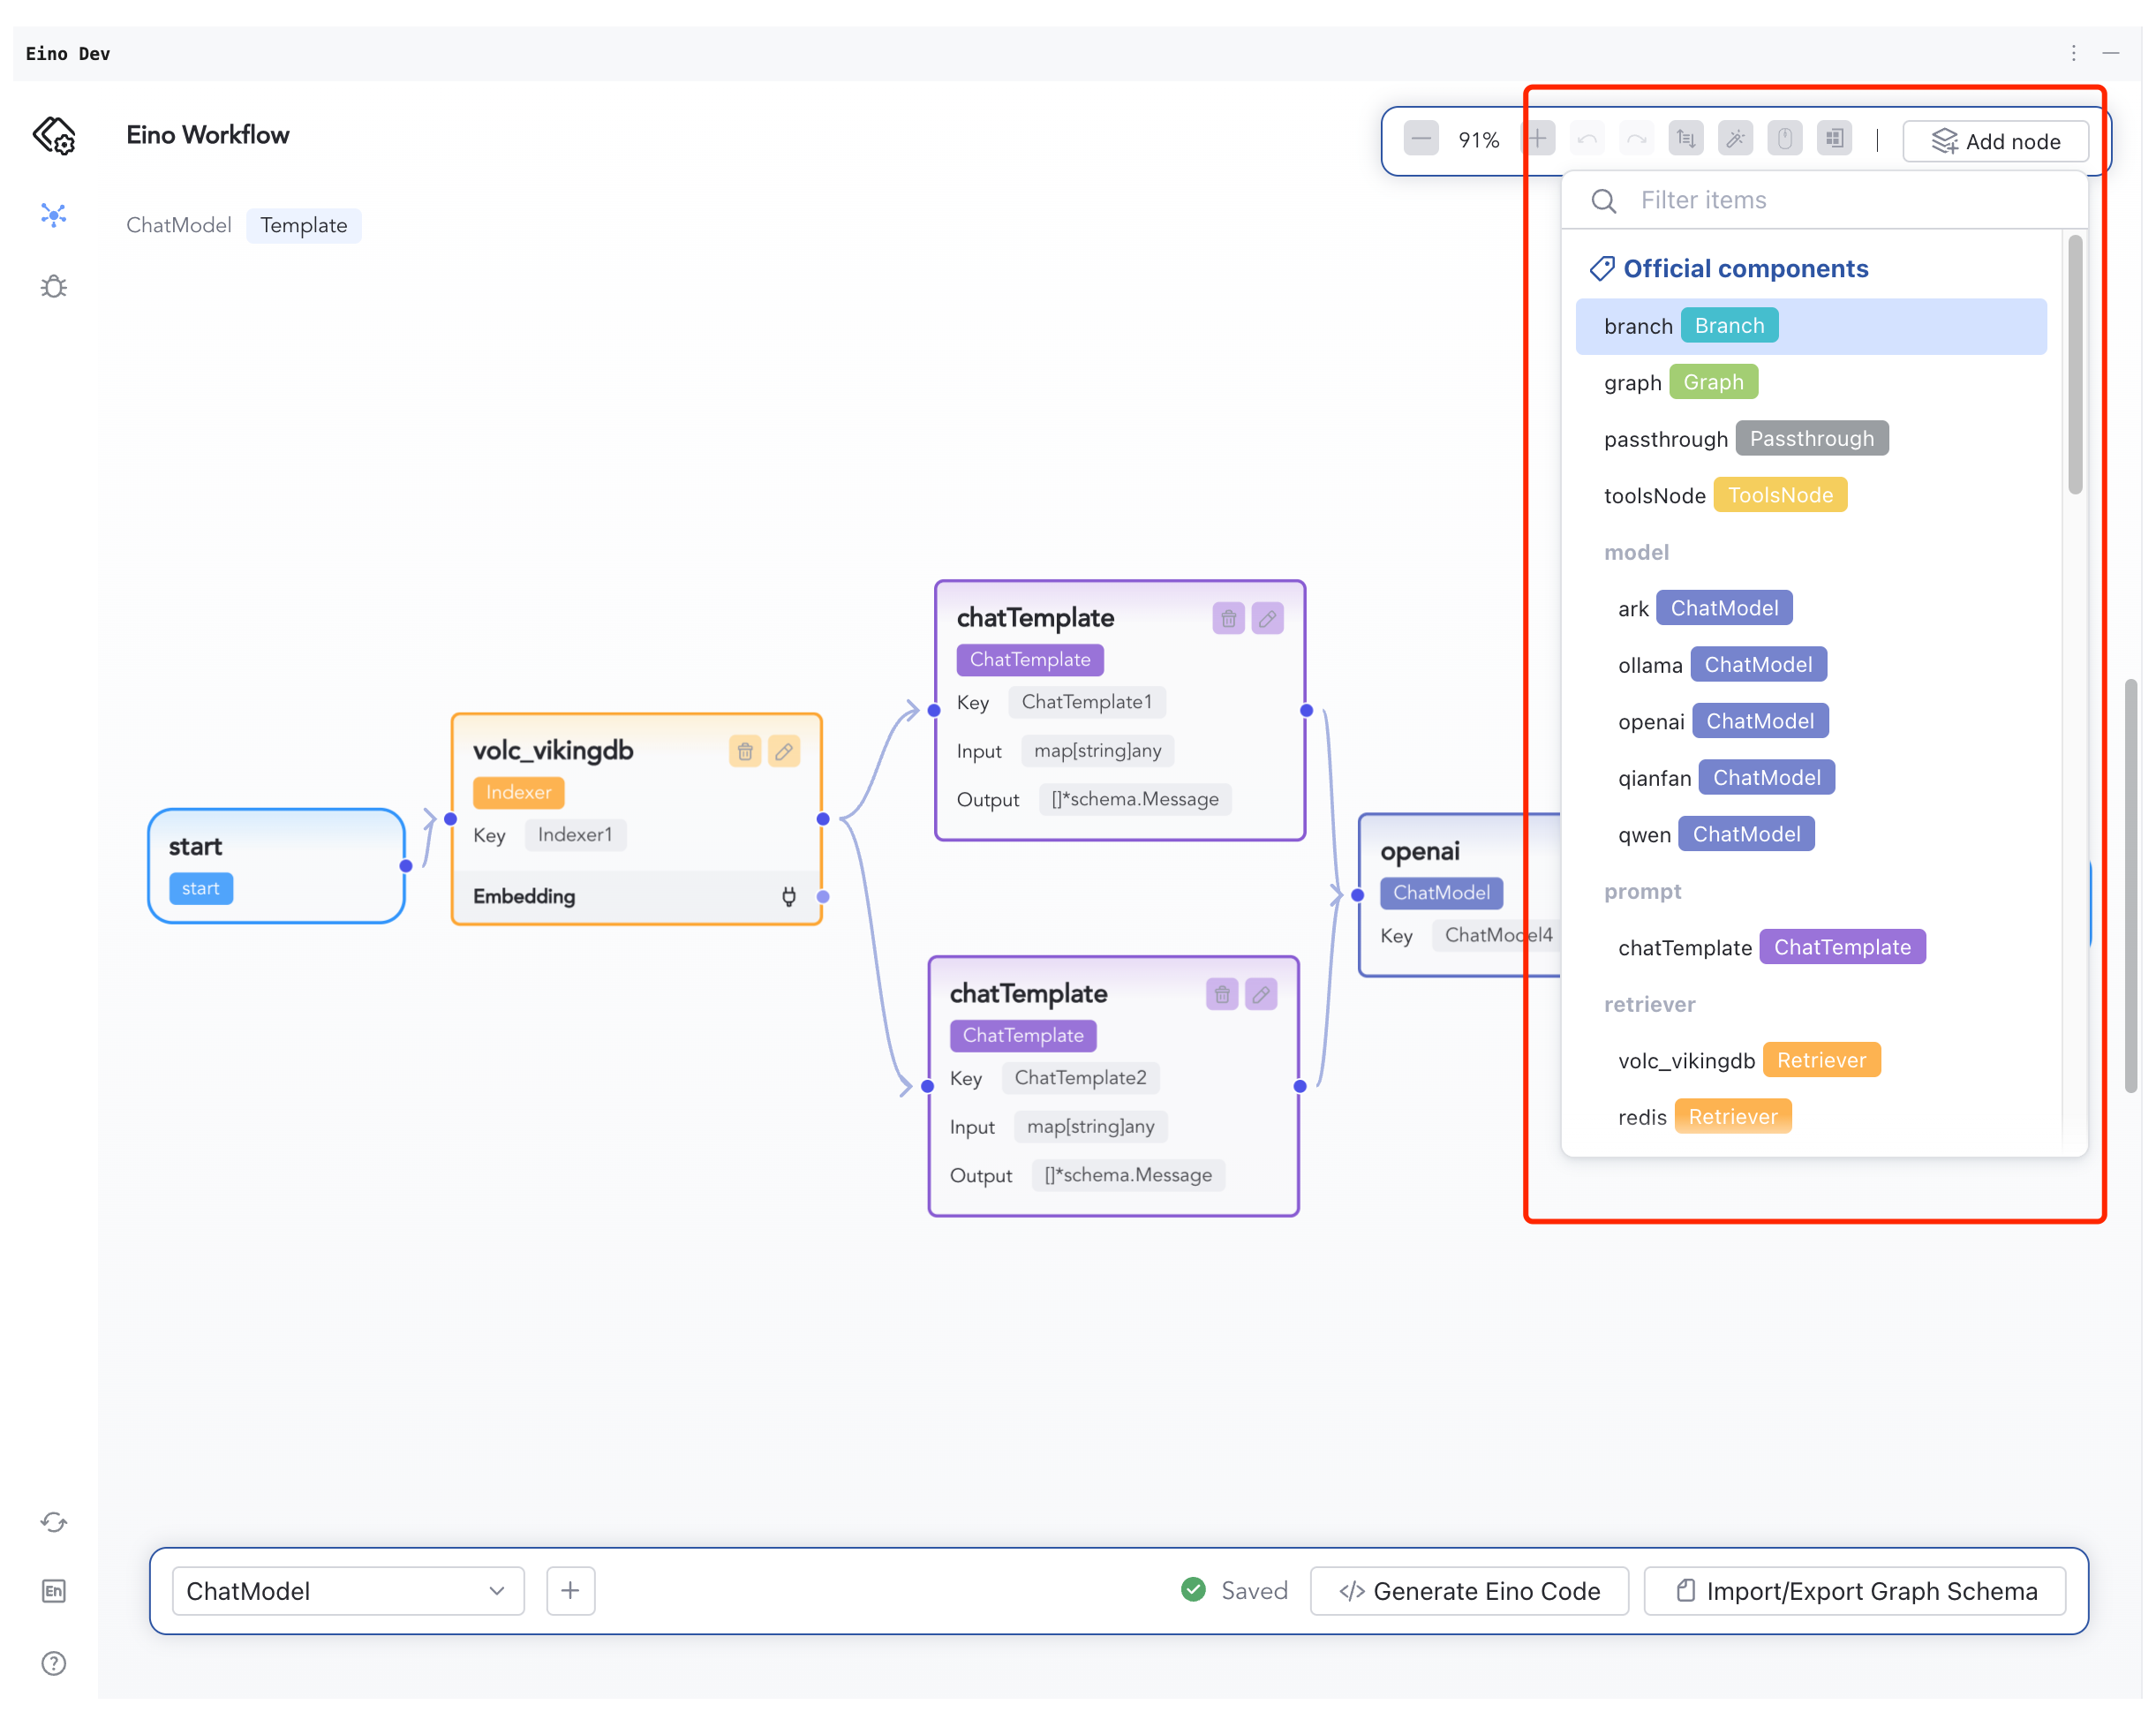 Eino Dev
Eino Workflow
91%
Add node
ChatModel Template
Filter items
Official components
branch Branch
graph Graph
passthrough Passthrough
toolsNode ToolsNode
model
ark ChatModel
ollama ChatModel
openai ChatModel
qianfan ChatModel
qwen ChatModel
prompt
chatTemplate ChatTemplate
retriever
volc_vikingdb Retriever
redis Retriever
start
start
volc_vikingdb
Indexer
Key Indexer1
Embedding
chatTemplate
ChatTemplate
Key ChatTemplate1
Input map[string]any
Output []*schema.Message
chatTemplate
ChatTemplate
Key ChatTemplate2
Input map[string]any
Output []*schema.Message
openai
ChatModel
Key ChatModel4
En
ChatModel
Saved
</> Generate Eino Code
Import/Export Graph Schema